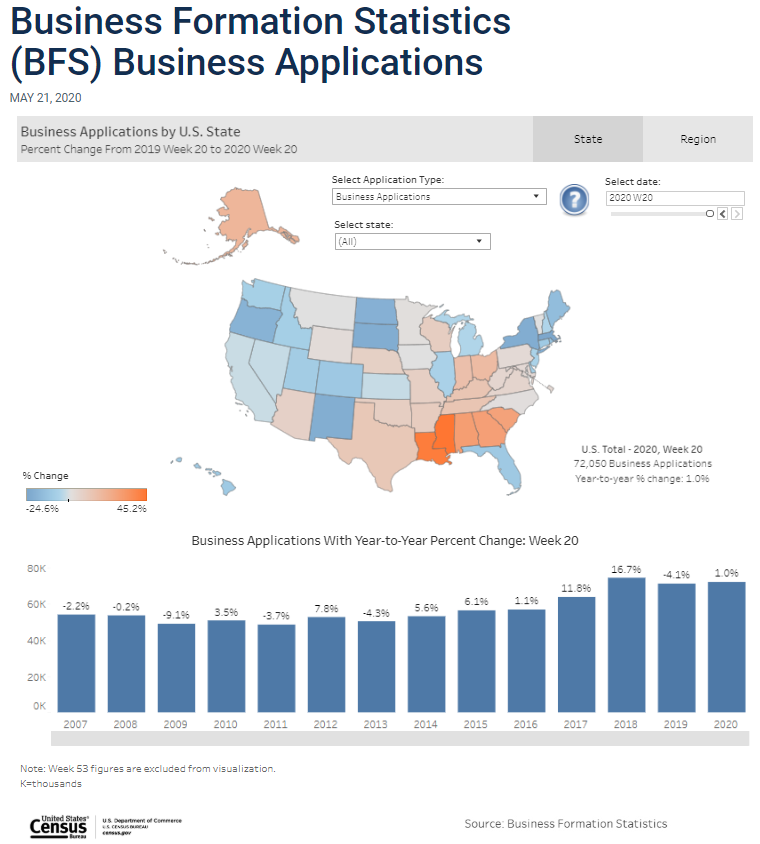 Business Formation Statistics
(BFS) Business Applications
MAY 21, 2020
Business Applications by U.S. State
Percent Change From 2019 Week 20 to 2020 Week 20
State
Region
Select Application Type:
Business Applications
?
Select date:
2020 W20
Select state:
(All)
U.S. Total - 2020, Week 20
72,050 Business Applications
Year-to-year % change: 1.0%
% Change
-24.6% 45.2%
Business Applications With Year-to-Year Percent Change: Week 20
80K
60K
40K
20K
0K
-2.2% -0.2% -9.1% 3.5% -3.7% 7.8% -4.3% 5.6% 6.1% 1.1% 11.8% 16.7% -4.1% 1.0%
2007 2008 2009 2010 2011 2012 2013 2014 2015 2016 2017 2018 2019 2020
Note: Week 53 figures are excluded from visualization.
K=thousands
United States®
Census
Bureau
U.S. Department of Commerce
U.S. CENSUS BUREAU
census.gov
Source: Business Formation Statistics